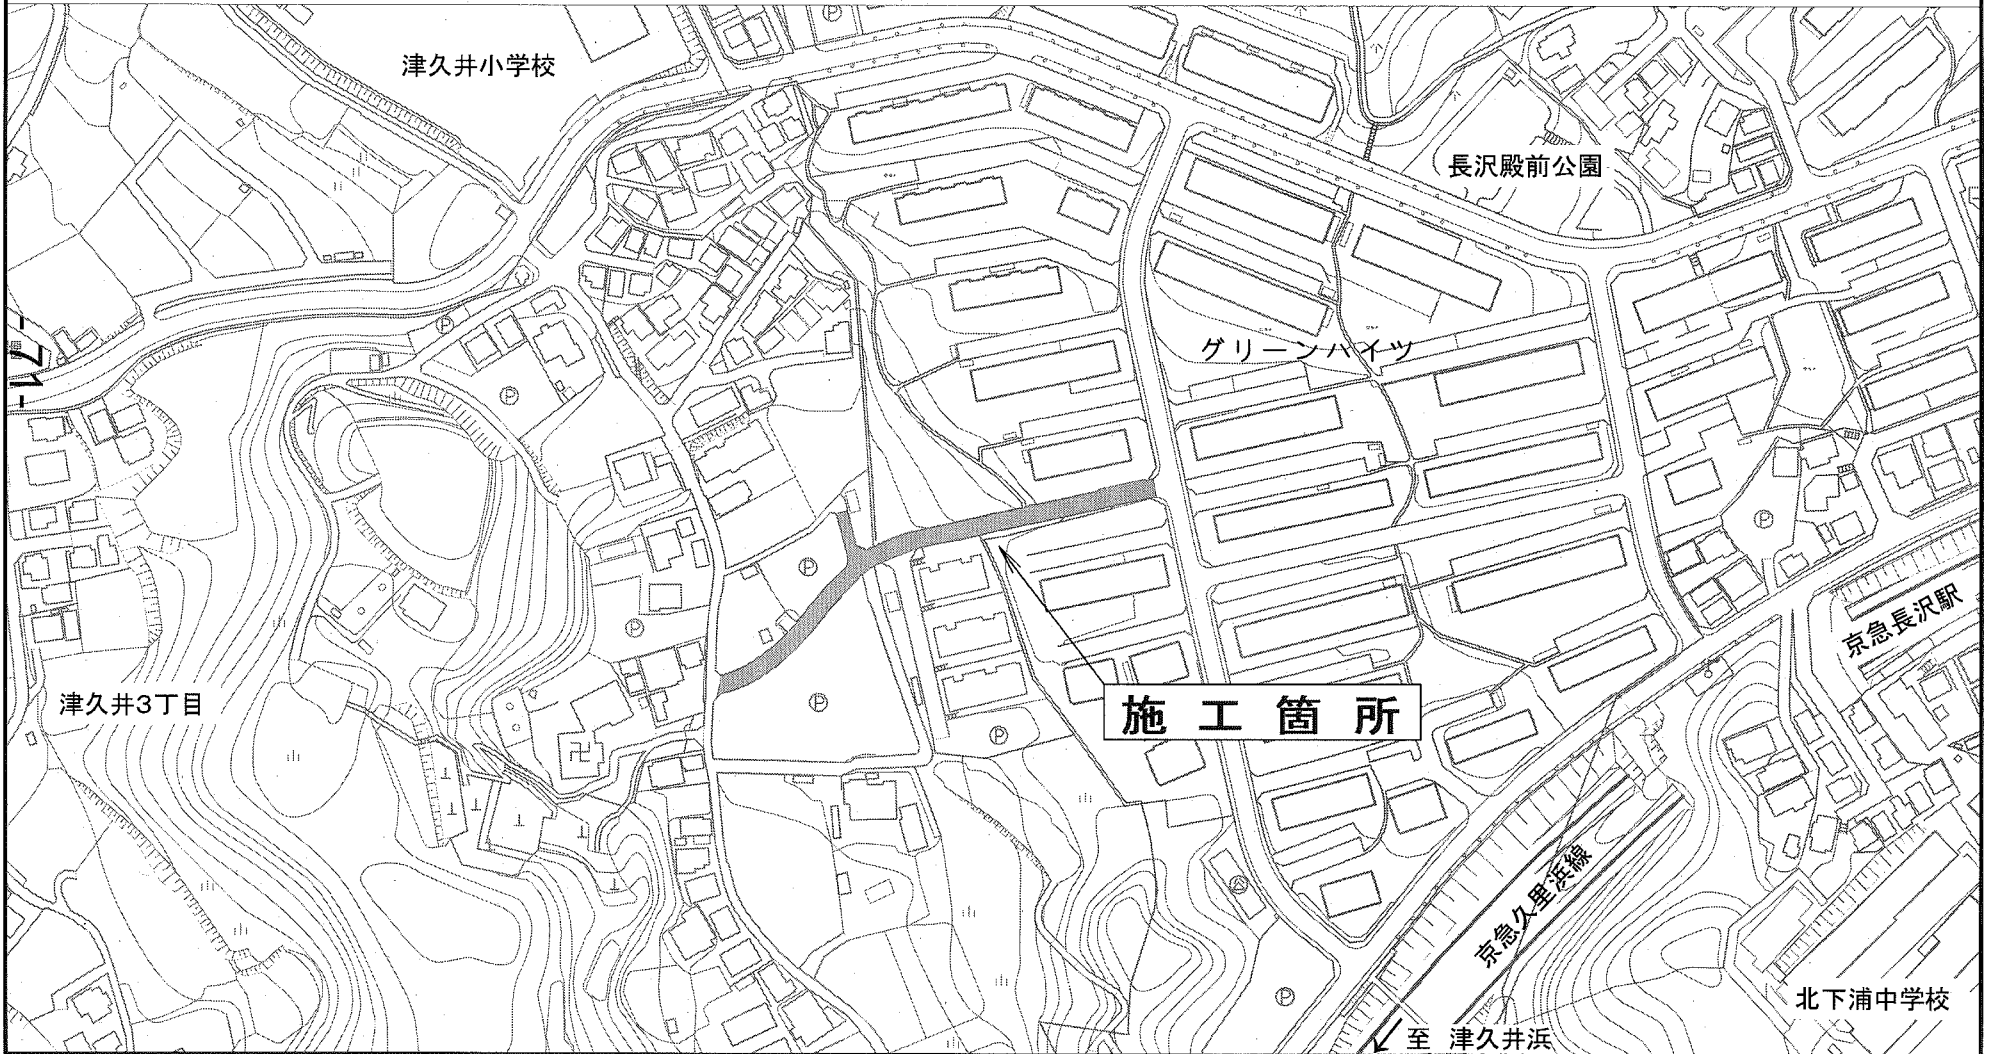 津久井小学校
長沢殿前公園
-71-
グリーンハイツ
京急長沢駅
津久井3丁目
施工箇所
京急久里浜線
北下浦中学校
至 津久井浜
Ⓟ
Ⓟ
Ⓟ
Ⓟ
Ⓟ
Ⓟ
Ⓟ
Ⓟ
Ⓟ